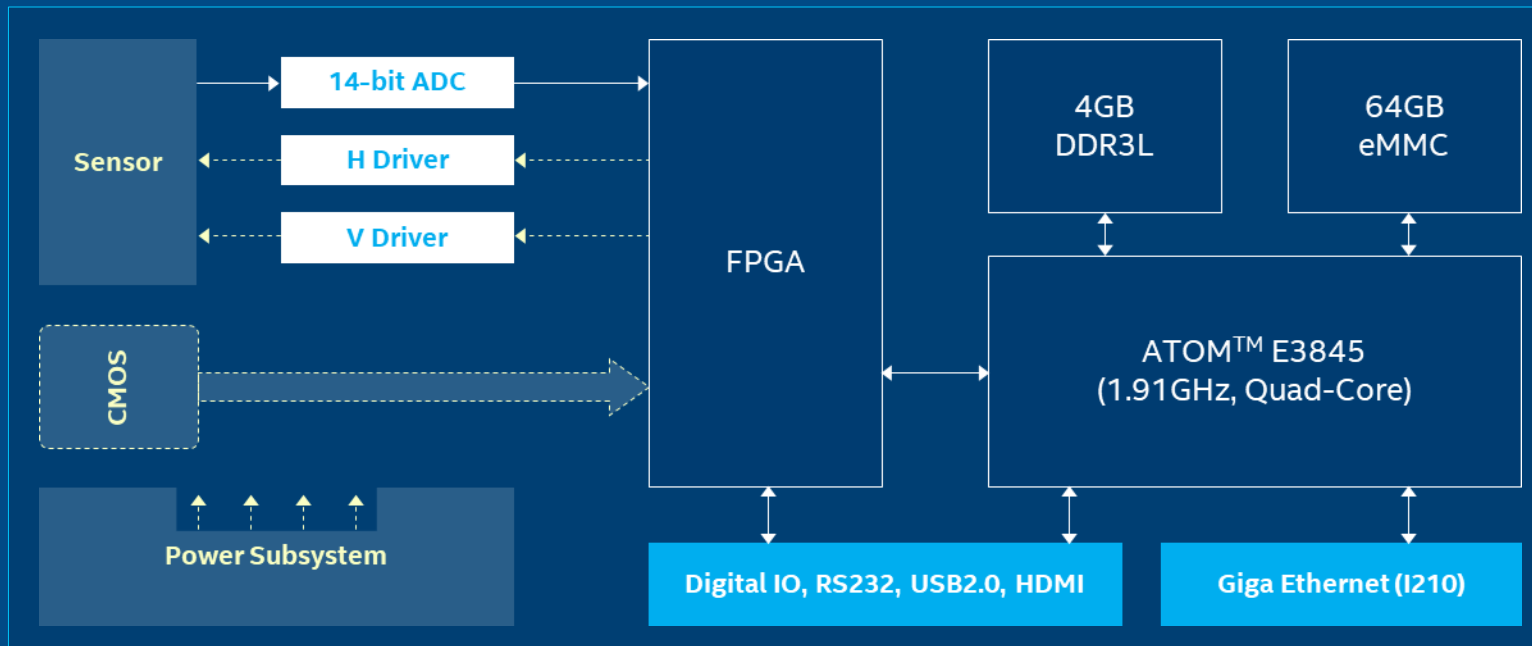 Sensor
14-bit ADC
H Driver
V Driver
FPGA
4GB
DDR3L
64GB
eMMC
ATOM™ E3845
(1.91GHz, Quad-Core)
CMOS
Power Subsystem
Digital IO, RS232, USB2.0, HDMI
Giga Ethernet (I210)